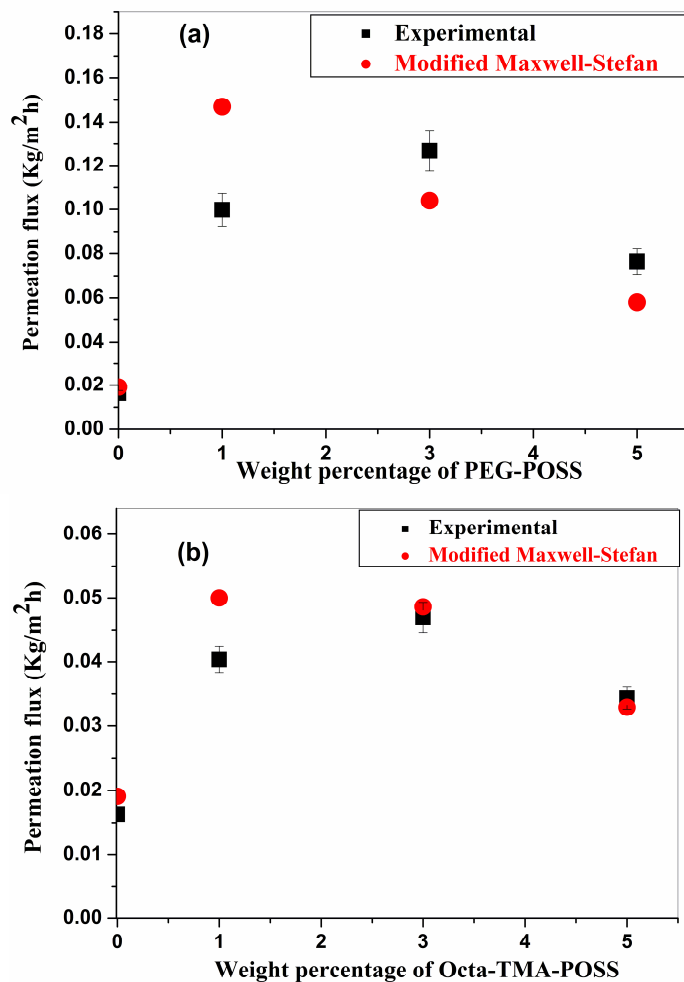 (a)
Experimental
Modified Maxwell-Stefan
Permeation flux (Kg/m²h)
0.18
0.16
0.14
0.12
0.10
0.08
0.06
0.04
0.02
0.00
0 1 2 3 4 5
Weight percentage of PEG-POSS
(b)
Experimental
Modified Maxwell-Stefan
Permeation flux (Kg/m²h)
0.06
0.05
0.04
0.03
0.02
0.01
0.00
0 1 2 3 4 5
Weight percentage of Octa-TMA-POSS